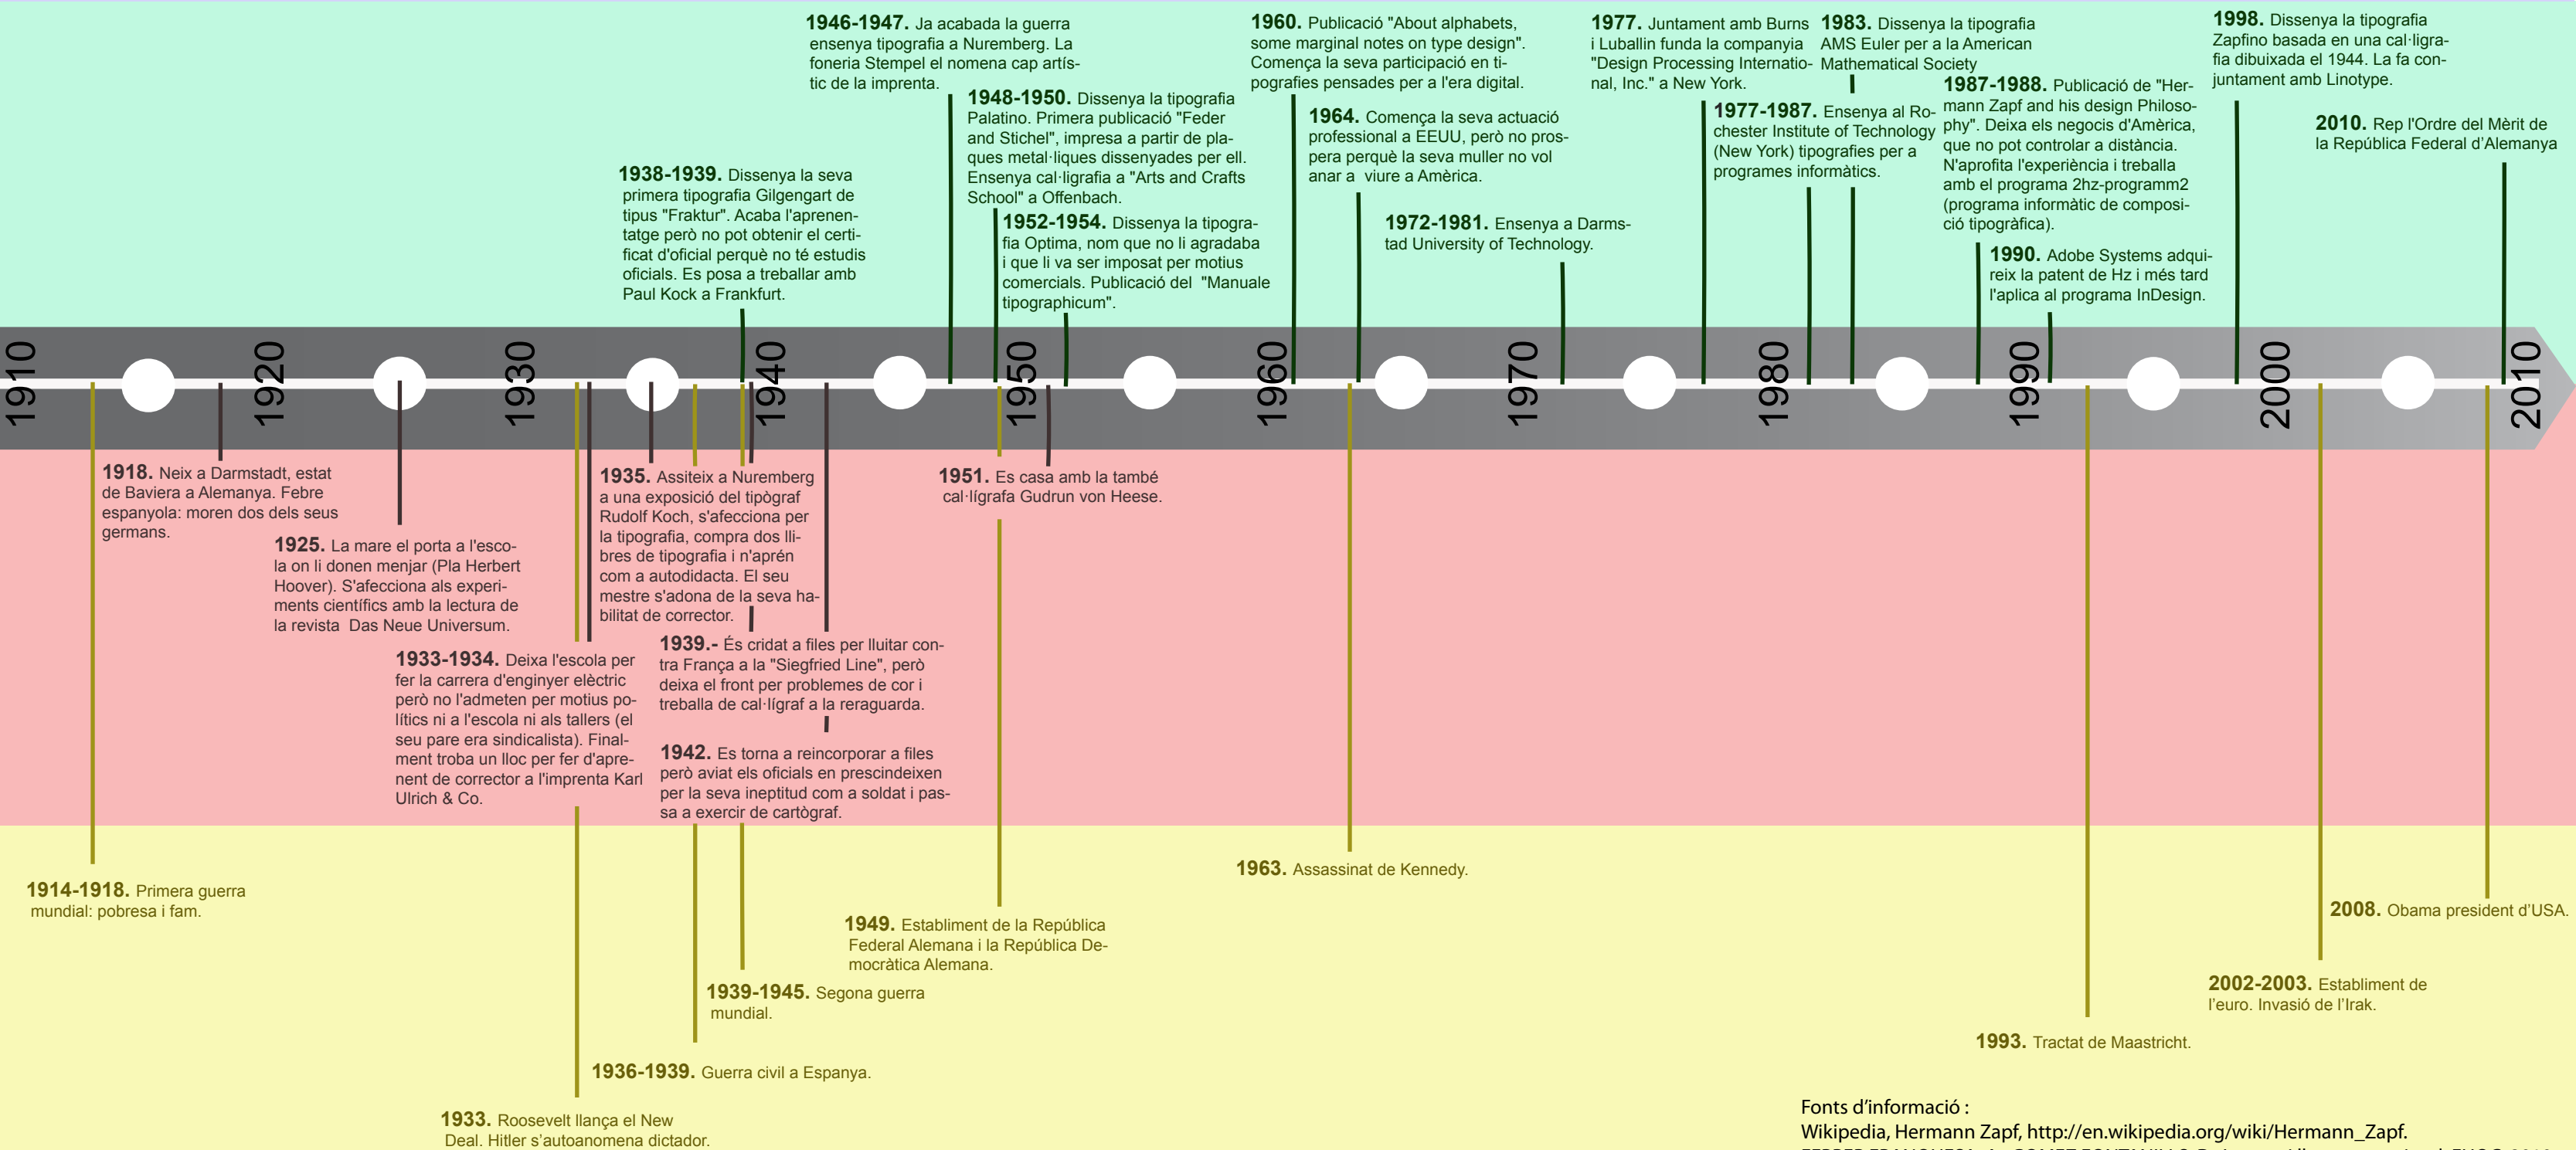 1946-1947. Ja acabada la guerra
ensenya tipografia a Nuremberg. La
foneria Stempel el nomena cap artís-
tic de la imprenta.
1948-1950. Dissenya la tipografia
Palatino. Primera publicació "Feder
and Stichel", impresa a partir de pla-
ques metal·liques dissenyades per ell.
Ensenya cal·ligrafia a "Arts and Crafts
School" a Offenbach.
1938-1939. Dissenya la seva
primera tipografia Gilgengart de
tipus "Fraktur". Acaba l'aprenen-
tatge però no pot obtenir el certi-
ficat d'oficial perquè no té estudis
oficials. Es posa a treballar amb
Paul Kock a Frankfurt.
1952-1954. Dissenya la tipogra-
fia Optima, nom que no li agradaba
i que li va ser imposat per motius
comercials. Publicació del "Manuale
tipographicum".
1960. Publicació "About alphabets,
some marginal notes on type design".
Comença la seva participació en ti-
pografies pensades per a l'era digital.
1964. Comença la seva actuació
professional a EEUU, però no pros-
pera perquè la seva muller no vol
anar a viure a Amèrica.
1972-1981. Ensenya a Darms-
tad University of Technology.
1977. Juntament amb Burns
i Luballin funda la companyia
"Design Processing Internatio-
nal, Inc." a New York.
1977-1987. Ensenya al Ro-
chester Institute of Technology
(New York) tipografies per a
programes informàtics.
1983. Dissenya la tipografia
AMS Euler per a la American
Mathematical Society
1987-1988. Publicació de "Her-
mann Zapf and his design Philoso-
phy". Deixa els negocis d'Amèrica,
que no pot controlar a distància.
N'aprofita l'experiència i treballa
amb el programa 2hz-programm2
(programa informàtic de composi-
ció tipogràfica).
1990. Adobe Systems adqui-
reix la patent de Hz i més tard
l'aplica al programa InDesign.
1998. Dissenya la tipografia
Zapfino basada en una cal·ligra-
fia dibuixada el 1944. La fa con-
juntament amb Linotype.
2010. Rep l'Ordre del Mèrit de
la República Federal d'Alemanya
1910
1920
1930
1940
1950
1960
1970
1980
1990
2000
2010
1918. Neix a Darmstadt, estat
de Baviera a Alemanya. Febre
espanyola: moren dos dels seus
germans.
1925. La mare el porta a l'esco-
la on li donen menjar (Pla Herbert
Hoover). S'afecciona als experi-
ments científics amb la lectura de
la revista Das Neue Universum.
1933-1934. Deixa l'escola per
fer la carrera d'enginyer elèctric
però no l'admeten per motius po-
lítics ni a l'escola ni als tallers (el
seu pare era sindicalista). Final-
ment troba un lloc per fer d'apre-
nent de corrector a l'imprenta Karl
Ulrich & Co.
1935. Assiteix a Nuremberg
a una exposició del tipògraf
Rudolf Koch, s'afecciona per
la tipografia, compra dos lli-
bres de tipografia i n'aprén
com a autodidacta. El seu
mestre s'adona de la seva ha-
bilitat de corrector.
1939.- És cridat a files per lluitar con-
tra França a la "Siegfried Line", però
deixa el front per problemes de cor i
treballa de cal·lígraf a la reraguarda.
1942. Es torna a reincorporar a files
però aviat els oficials en prescindeixen
per la seva ineptitud com a soldat i pas-
sa a exercir de cartògraf.
1951. Es casa amb la també
cal·lígrafa Gudrun von Heese.
1914-1918. Primera guerra
mundial: pobresa i fam.
1933. Roosevelt llança el New
Deal. Hitler s'autoanomena dictador.
1936-1939. Guerra civil a Espanya.
1939-1945. Segona guerra
mundial.
1949. Establiment de la República
Federal Alemana i la República De-
mocràtica Alemana.
1963. Assassinat de Kennedy.
1993. Tractat de Maastricht.
2002-2003. Establiment de
l'euro. Invasió de l'Irak.
2008. Obama president d'USA.
Fonts d'informació :
Wikipedia, Hermann Zapf, http://en.wikipedia.org/wiki/Hermann_Zapf.